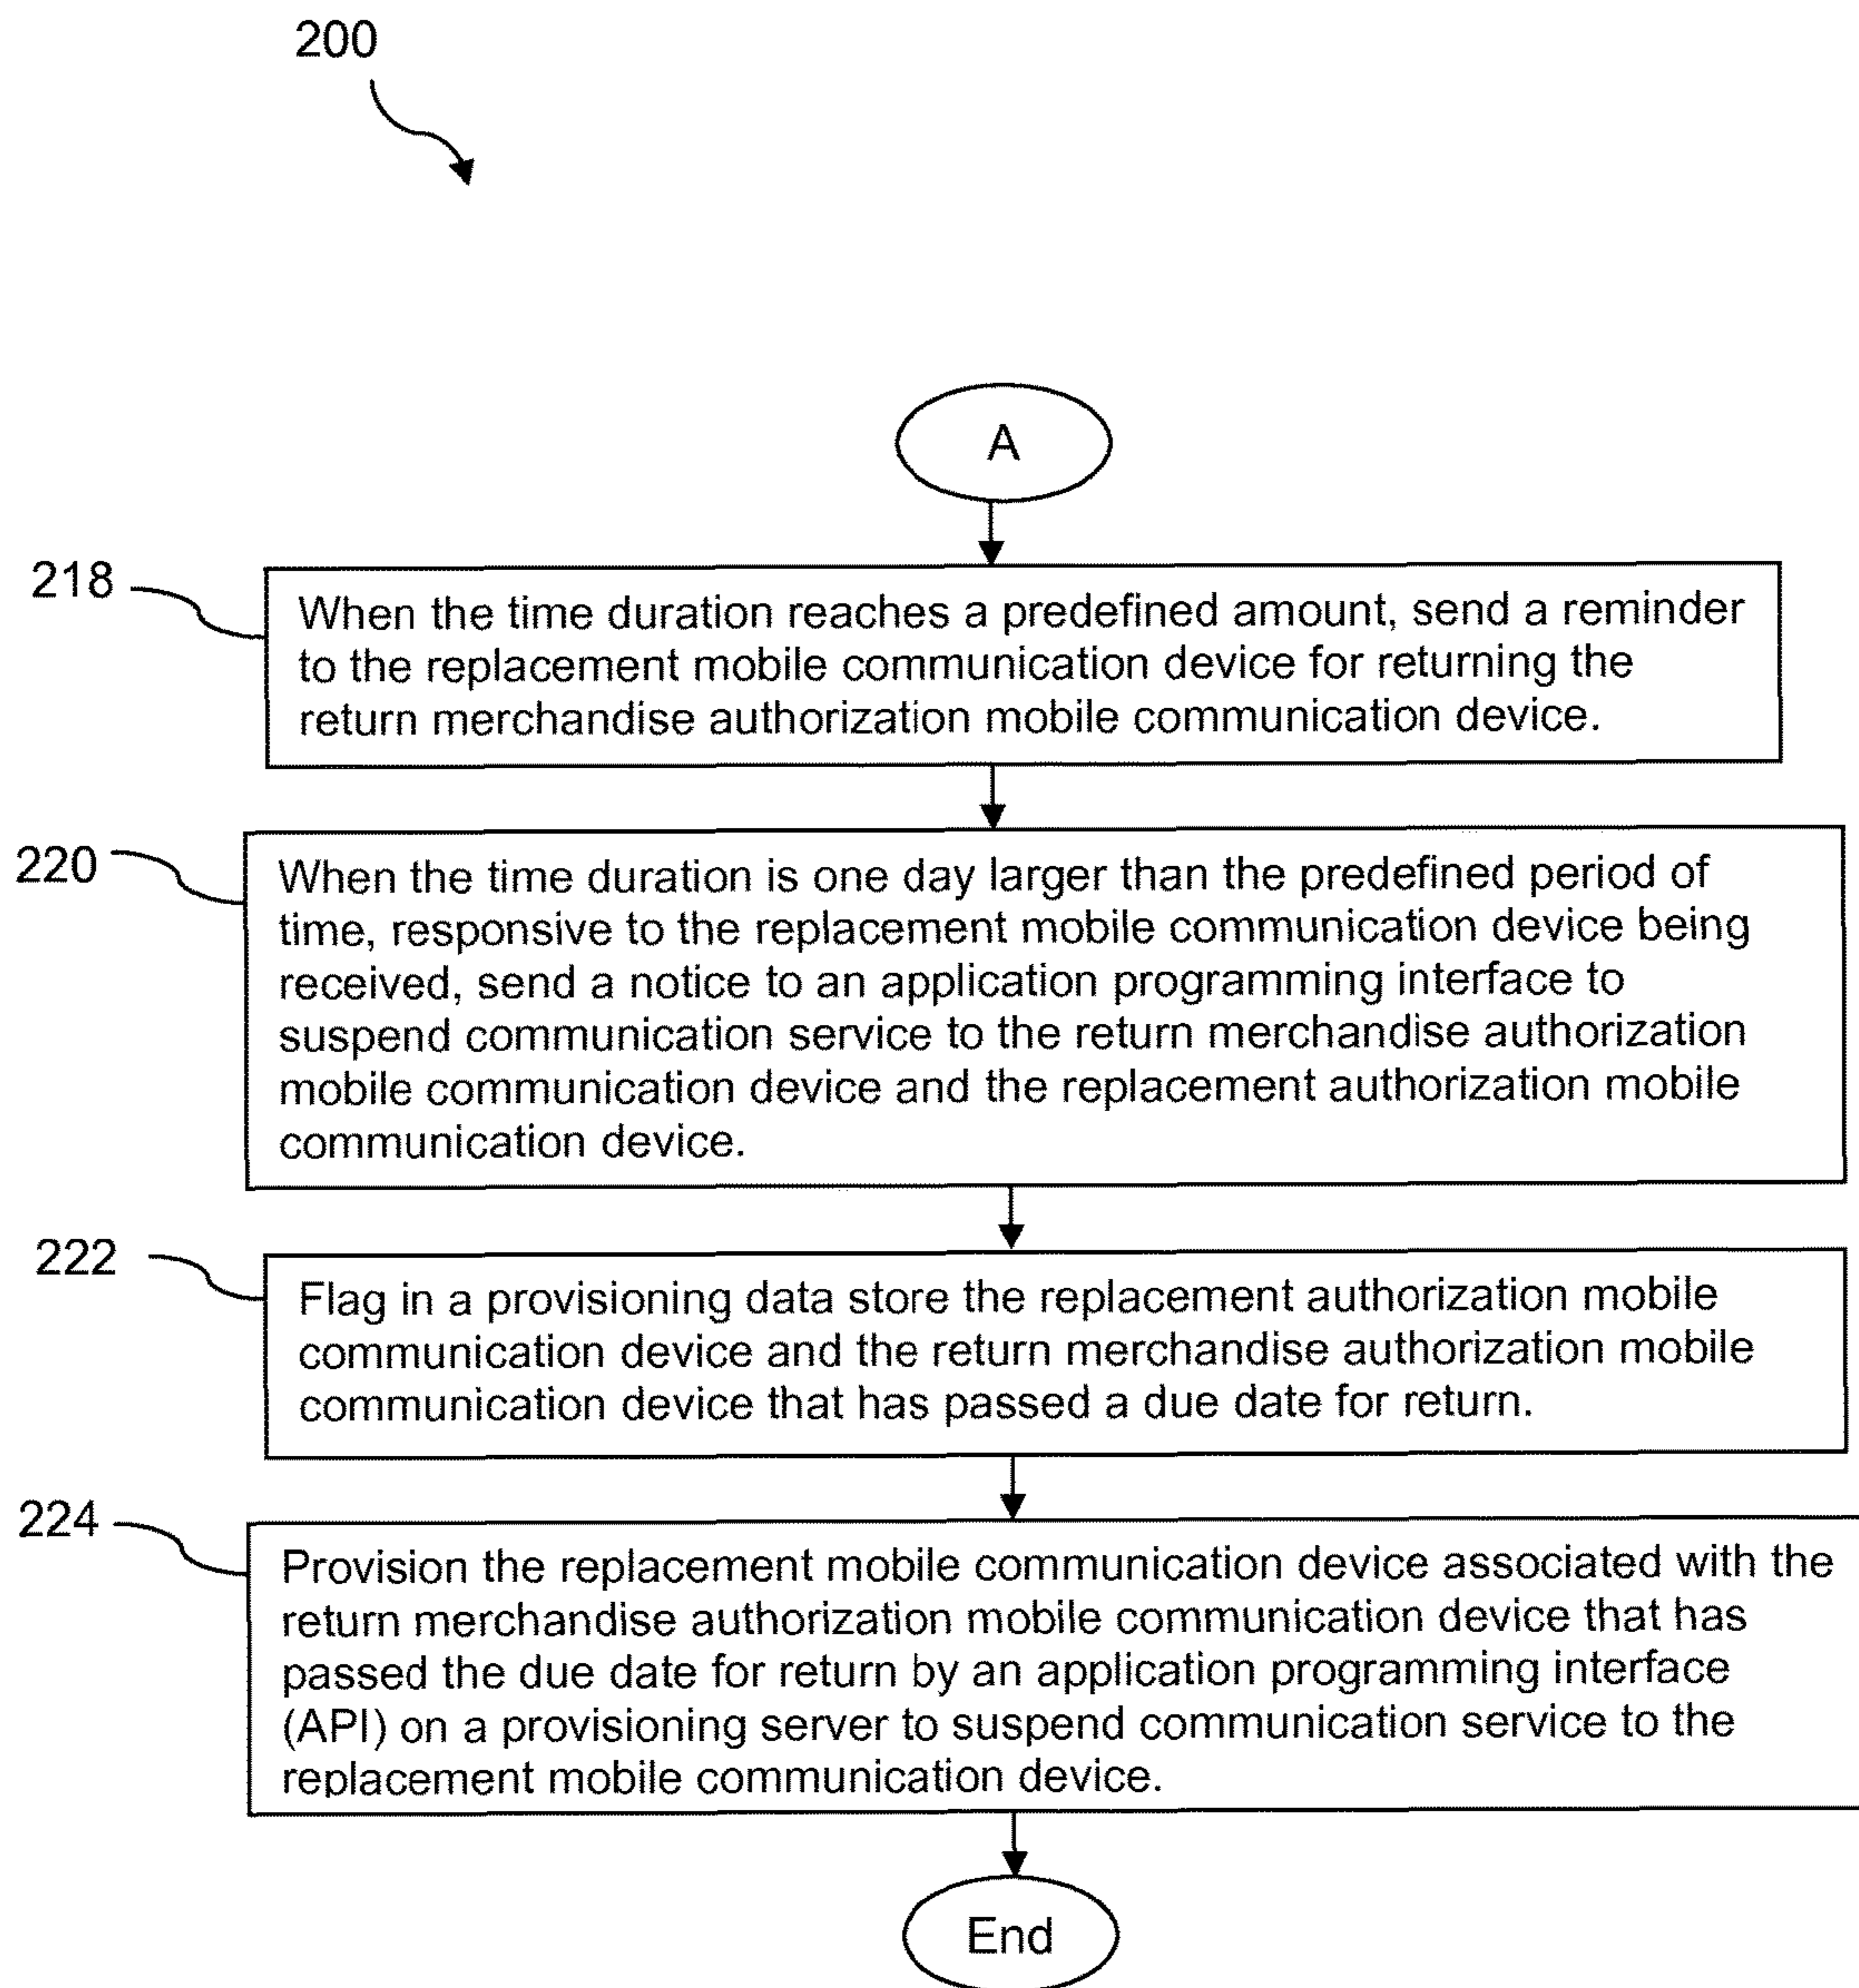 200
A
218
When the time duration reaches a predefined amount, send a reminder
to the replacement mobile communication device for returning the
return merchandise authorization mobile communication device.
220
When the time duration is one day larger than the predefined period of
time, responsive to the replacement mobile communication device being
received, send a notice to an application programming interface to
suspend communication service to the return merchandise authorization
mobile communication device and the replacement authorization mobile
communication device.
222
Flag in a provisioning data store the replacement authorization mobile
communication device and the return merchandise authorization mobile
communication device that has passed a due date for return.
224
Provision the replacement mobile communication device associated with the
return merchandise authorization mobile communication device that has
passed the due date for return by an application programming interface
(API) on a provisioning server to suspend communication service to the
replacement mobile communication device.
End